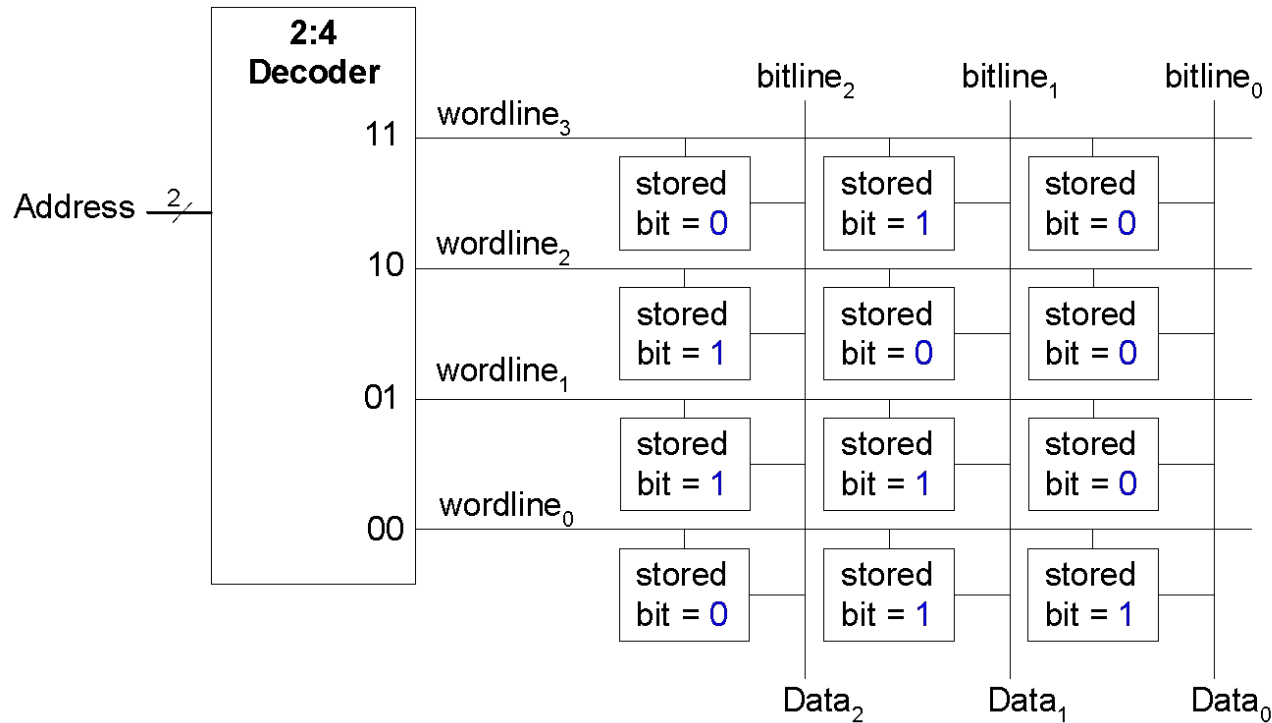 2:4
Decoder
bitline₂ bitline₁ bitline₀
wordline₃
11
Address 2
stored stored stored
bit = 0 bit = 1 bit = 0
wordline₂
10
stored stored stored
bit = 1 bit = 0 bit = 0
wordline₁
01
stored stored stored
bit = 1 bit = 1 bit = 0
wordline₀
00
stored stored stored
bit = 0 bit = 1 bit = 1
Data₂ Data₁ Data₀